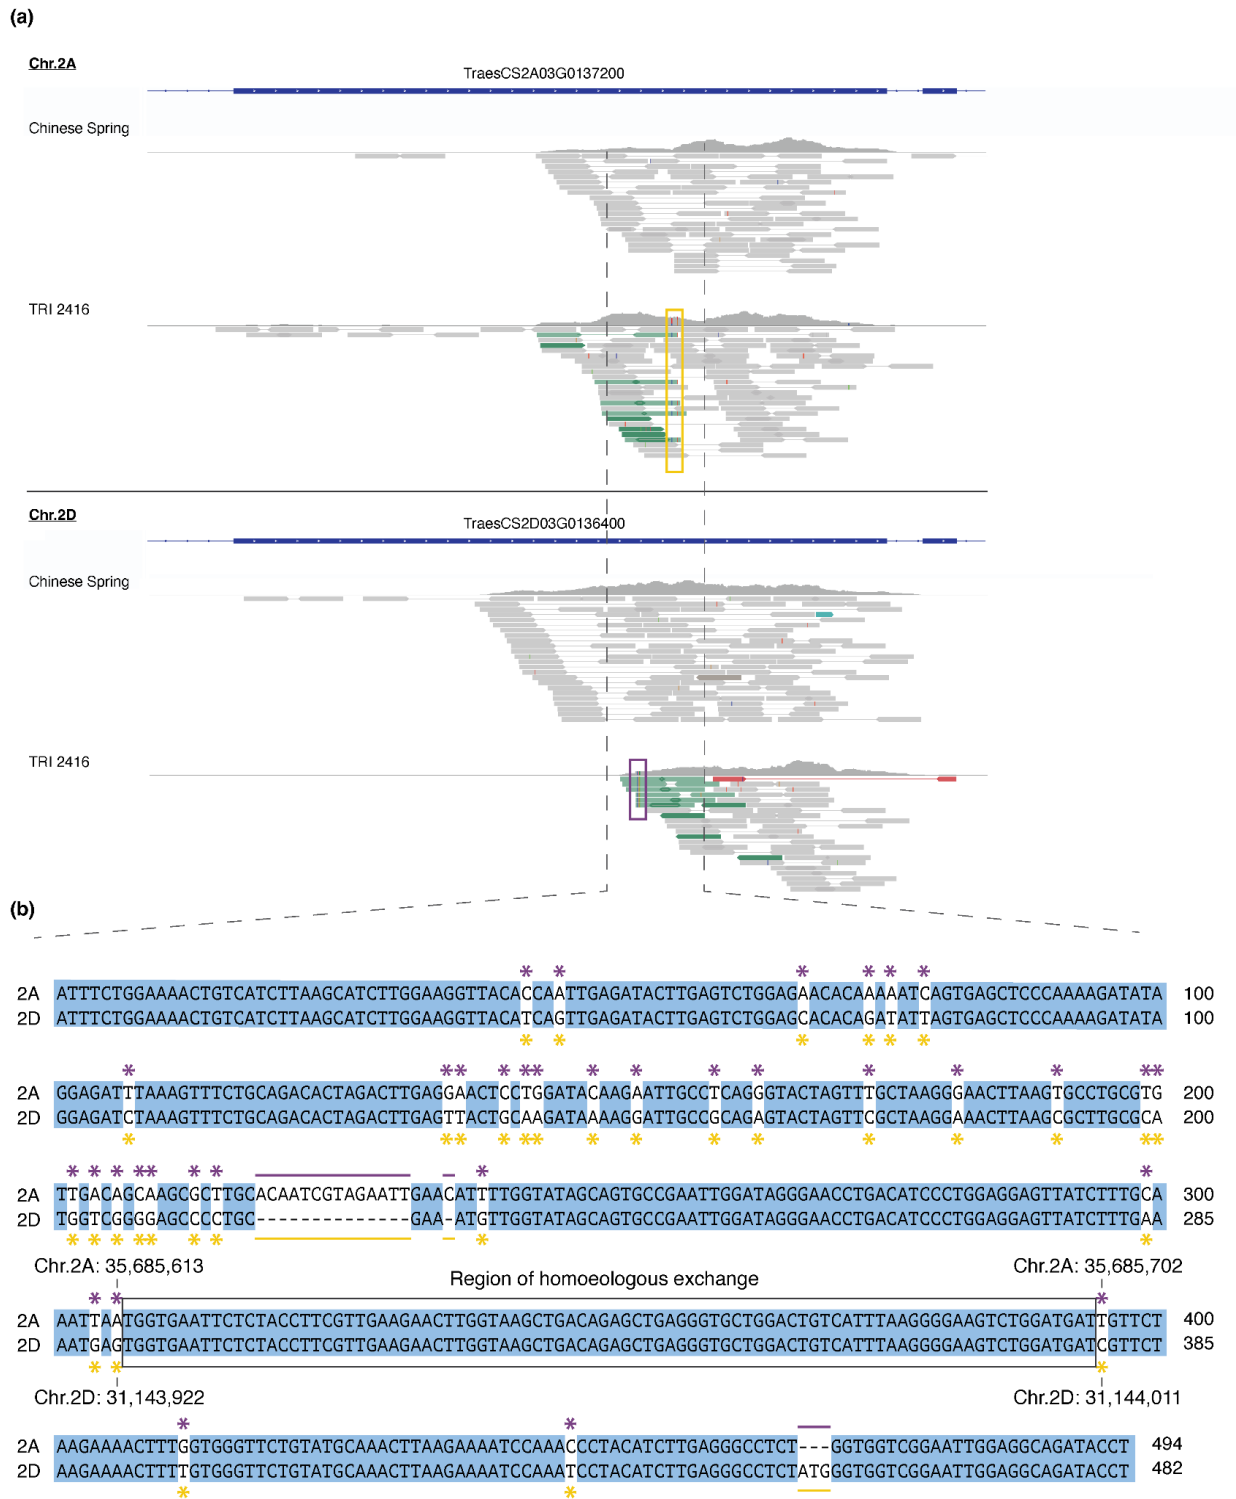 (a)
Chr.2A
TraesCS2A03G0137200
Chinese Spring
TRI 2416
Chr.2D
TraesCS2D03G0136400
Chinese Spring
TRI 2416
(b)
* * * * * *
2A ATTTCTGGAAAACTGTCATCTTAAGCATCTTGGAAGGTTACACCAATTGAGATACTTGAGTCTGGAGAACACAAAAATCAGTGAGCTCCCAAAAGATATA 100
2D ATTTCTGGAAAACTGTCATCTTAAGCATCTTGGAAGGTTACATCAGTTGAGATACTTGAGTCTGGAGCACACAGATATTAGTGAGCTCCCAAAAGATATA 100
* * * * * *
* ** * ** * * * * * * * **
2A GGAGATTTAAAGTTTCTGCAGACACTAGACTTGAGGAACTCCTGGATACAAGAATTGCCTCAGGGTACTAGTTTGCTAAGGGAACTTAAGTGCCTGCGTG 200
2D GGAGATCTAAAGTTTCTGCAGACACTAGACTTGAGTTACTGCAAGATAAAAGGATTGCCGCAGAGTACTAGTTCGCTAAGGAAACTTAAGCGCTTGCGCA 200
* ** * ** * * * * * * * **
* * * ** * * * *
2A TTGACAGCAAGCGCTTGCACAATCGTAGAATTGAACATTTTGGTATAGCAGTGCCGAATTGGATAGGGAACCTGACATCCCTGGAGGAGTTATCTTTGCA 300
2D TGGTCGGGGAGCCCCTGC--------------GAA-ATGTTGGTATAGCAGTGCCGAATTGGATAGGGAACCTGACATCCCTGGAGGAGTTATCTTTGAA 285
* * * ** * * * *
Chr.2A: 35,685,613
Region of homoeologous exchange
Chr.2A: 35,685,702
* * *
2A AATTAATGGTGAATTCTCTACCTTCGTTGAAGAACTTGGTAAGCTGACAGAGCTGAGGGTGCTGGACTGTCATTTAAGGGGAAGTCTGGATGATTGTTCT 400
2D AATGAGTGGTGAATTCTCTACCTTCGTTGAAGAACTTGGTAAGCTGACAGAGCTGAGGGTGCTGGACTGTCATTTAAGGGGAAGTCTGGATGATCGTTCT 385
* * *
Chr.2D: 31,143,922
Chr.2D: 31,144,011
* *
2A AAGAAAACTTTGGTGGGTTCTGTATGCAAACTTAAGAAAATCCAAACCCTACATCTTGAGGGCCTCT---GGTGGTCGGAATTGGAGGCAGATACCT 494
2D AAGAAAACTTTTGTGGGTTCTGTATGCAAACTTAAGAAAATCCAAATCCTACATCTTGAGGGCCTCTATGGGTGGTCGGAATTGGAGGCAGATACCT 482
* *